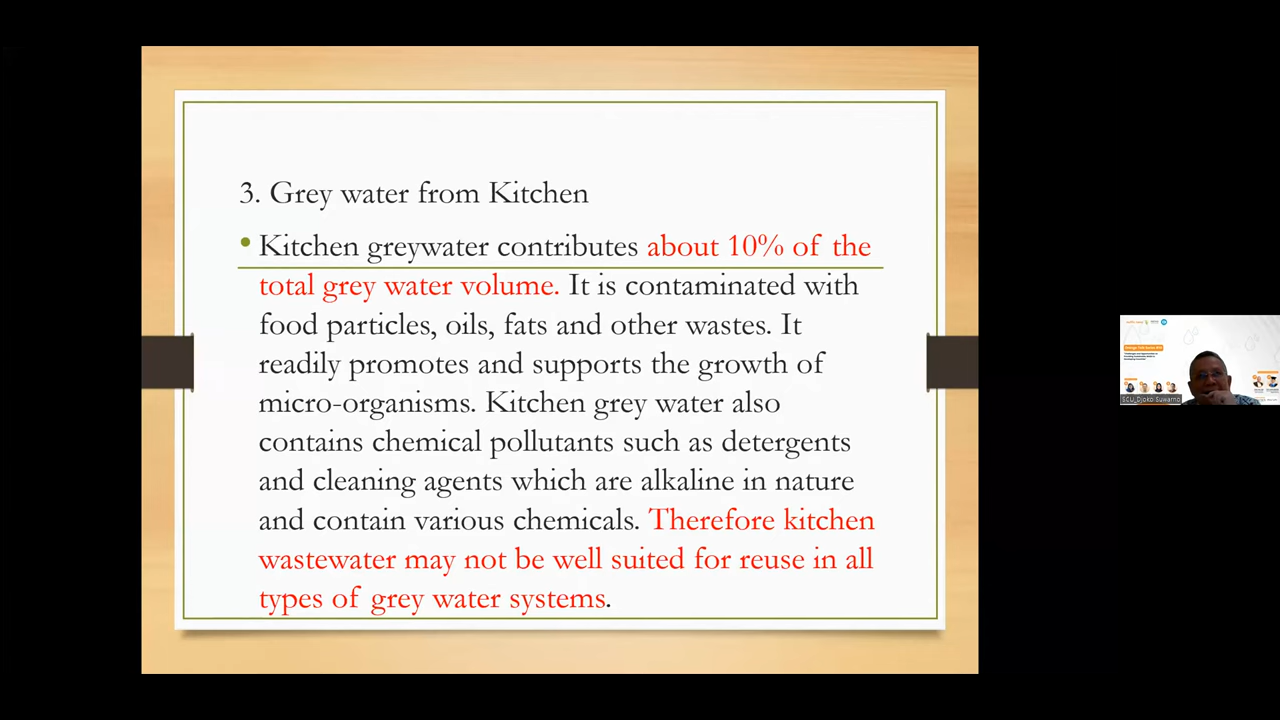 3. Grey water from Kitchen
• Kitchen greywater contributes about 10% of the
total grey water volume. It is contaminated with
food particles, oils, fats and other wastes. It
readily promotes and supports the growth of
micro-organisms. Kitchen grey water also
contains chemical pollutants such as detergents
and cleaning agents which are alkaline in nature
and contain various chemicals. Therefore kitchen
wastewater may not be well suited for reuse in all
types of grey water systems.
SCU_Djoko Suwarno